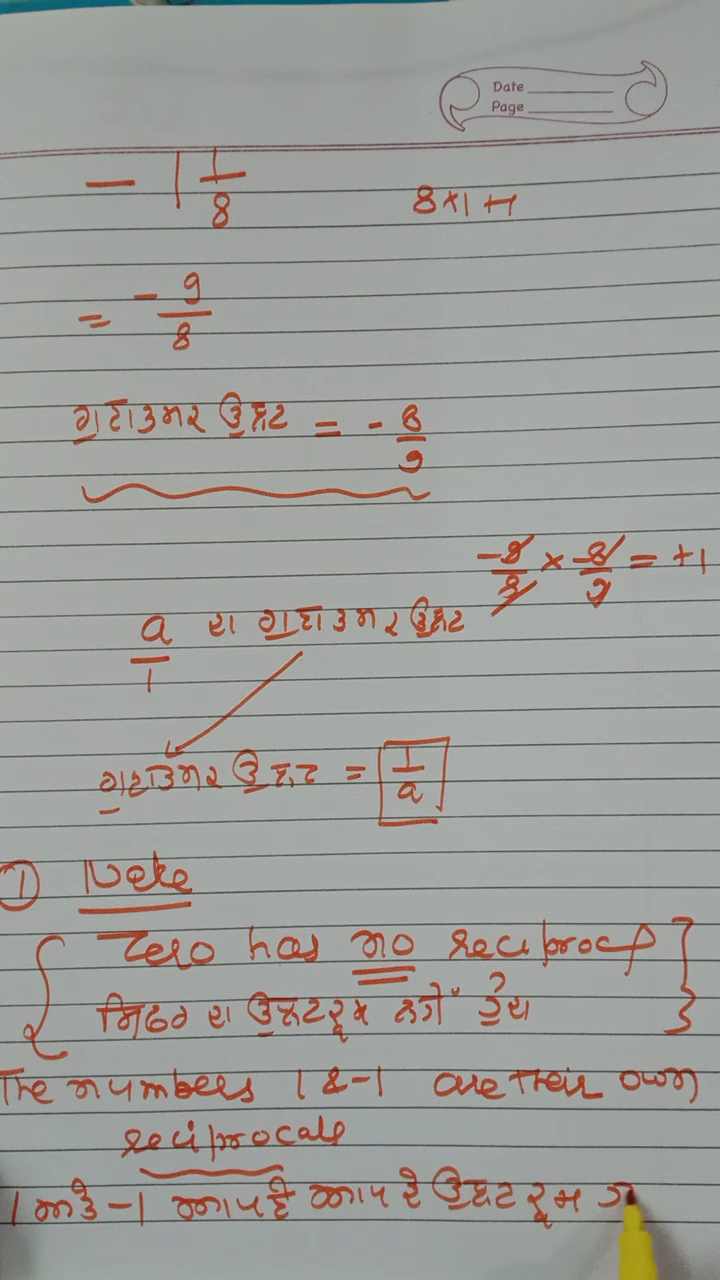 Date
Page
- 1 1/8    8×1+1
= -9/8
ਗੁਣਾਤਮਕ ਉਲਟ = -8/9
-9/8 × -8/9 = +1
a/1 ਦਾ ਗੁਣਾਤਮਕ ਉਲਟ
ਗੁਣਾਤਮਕ ਉਲਟ = 1/a
① Note
{ Zero has no reciprocal }
ਦਾ ਉਲਟਕ੍ਰਮ ਨਹੀਂ ਹੁੰਦਾ
The numbers 1 & -1 are their own
reciprocals
1 ਅਤੇ -1 ਆਪਣੇ ਆਪ ਦੇ ਉਲਟਕ੍ਰਮ